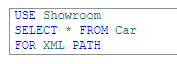 USE Showroom
SELECT * FROM Car
FOR XML PATH